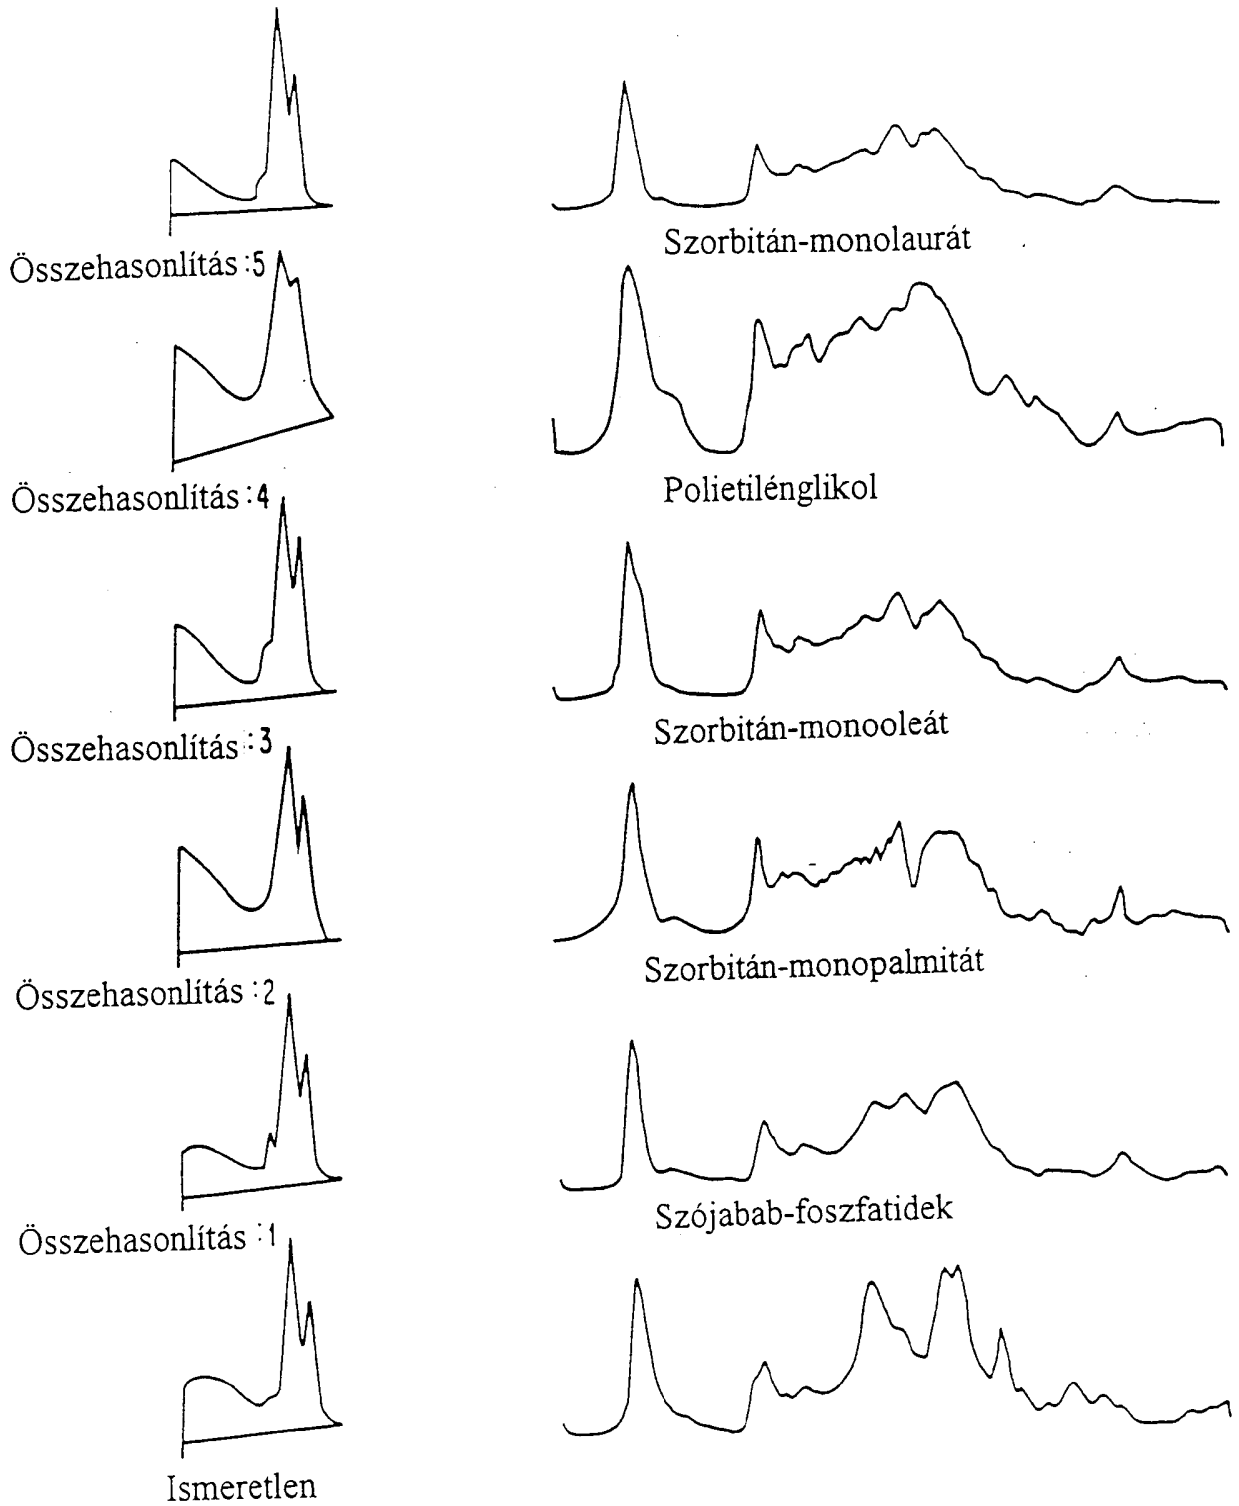 Szorbitán-monolaurát
Összehasonlítás:5
Polietilénglikol
Összehasonlítás:4
Szorbitán-monooleát
Összehasonlítás:3
Szorbitán-monopalmitát
Összehasonlítás:2
Szójabab-foszfatidek
Összehasonlítás:1
Ismeretlen